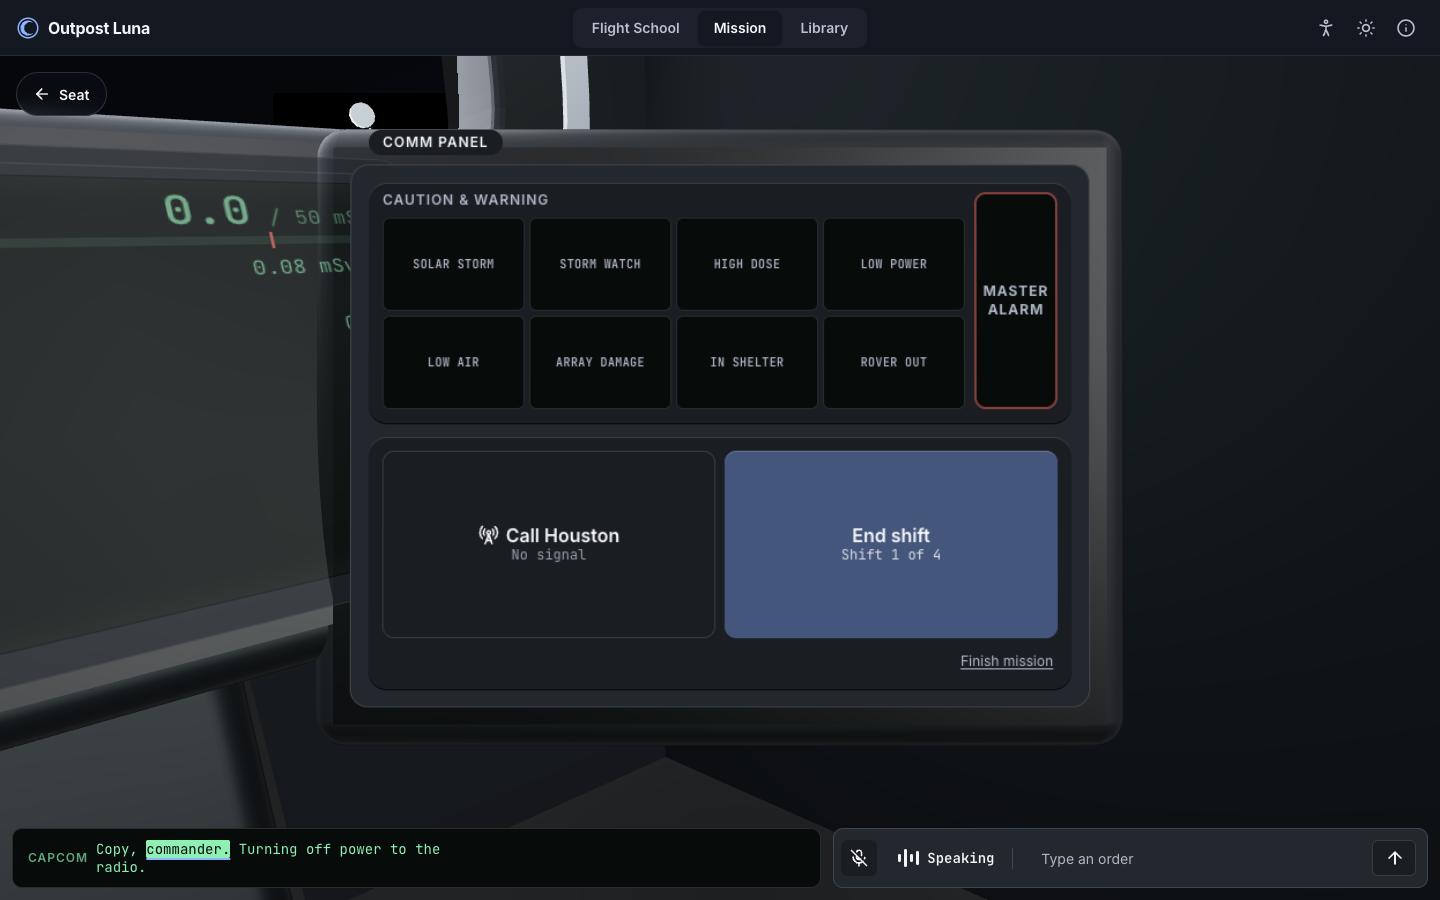 Outpost Luna
Flight School
Mission
Library
Seat
COMM PANEL
0.0 / 50
0.08
CAUTION & WARNING
SOLAR STORM
STORM WATCH
HIGH DOSE
LOW POWER
MASTER
ALARM
LOW AIR
ARRAY DAMAGE
IN SHELTER
ROVER OUT
Call Houston
No signal
End shift
Shift 1 of 4
Finish mission
CAPCOM
Copy, commander. Turning off power to the
radio.
Speaking
Type an order